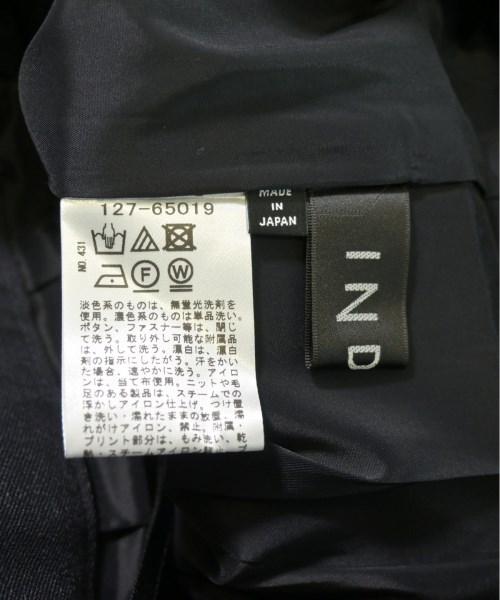 127-65019
NO.431
F
W
淡色系のものは、無蛍光洗剤を
使用。濃色系のものは単品洗い。
ボタン、ファスナー等は、閉じ
て洗う。取り外し可能な附属品
は、外して洗う。漂白は、漂白
剤の指示にしたがう。汗をかい
た場合、速やかに洗う。アイロ
ンは、当て布使用。ニットや毛
足のある製品は、スチームでの
浮かしアイロン仕上げ。つけ置
き洗い・濡れたままの放置、濡
れがけアイロン、禁止。附属・
プリント部分は、もみ洗い、乾
MADE
IN
JAPAN
IND